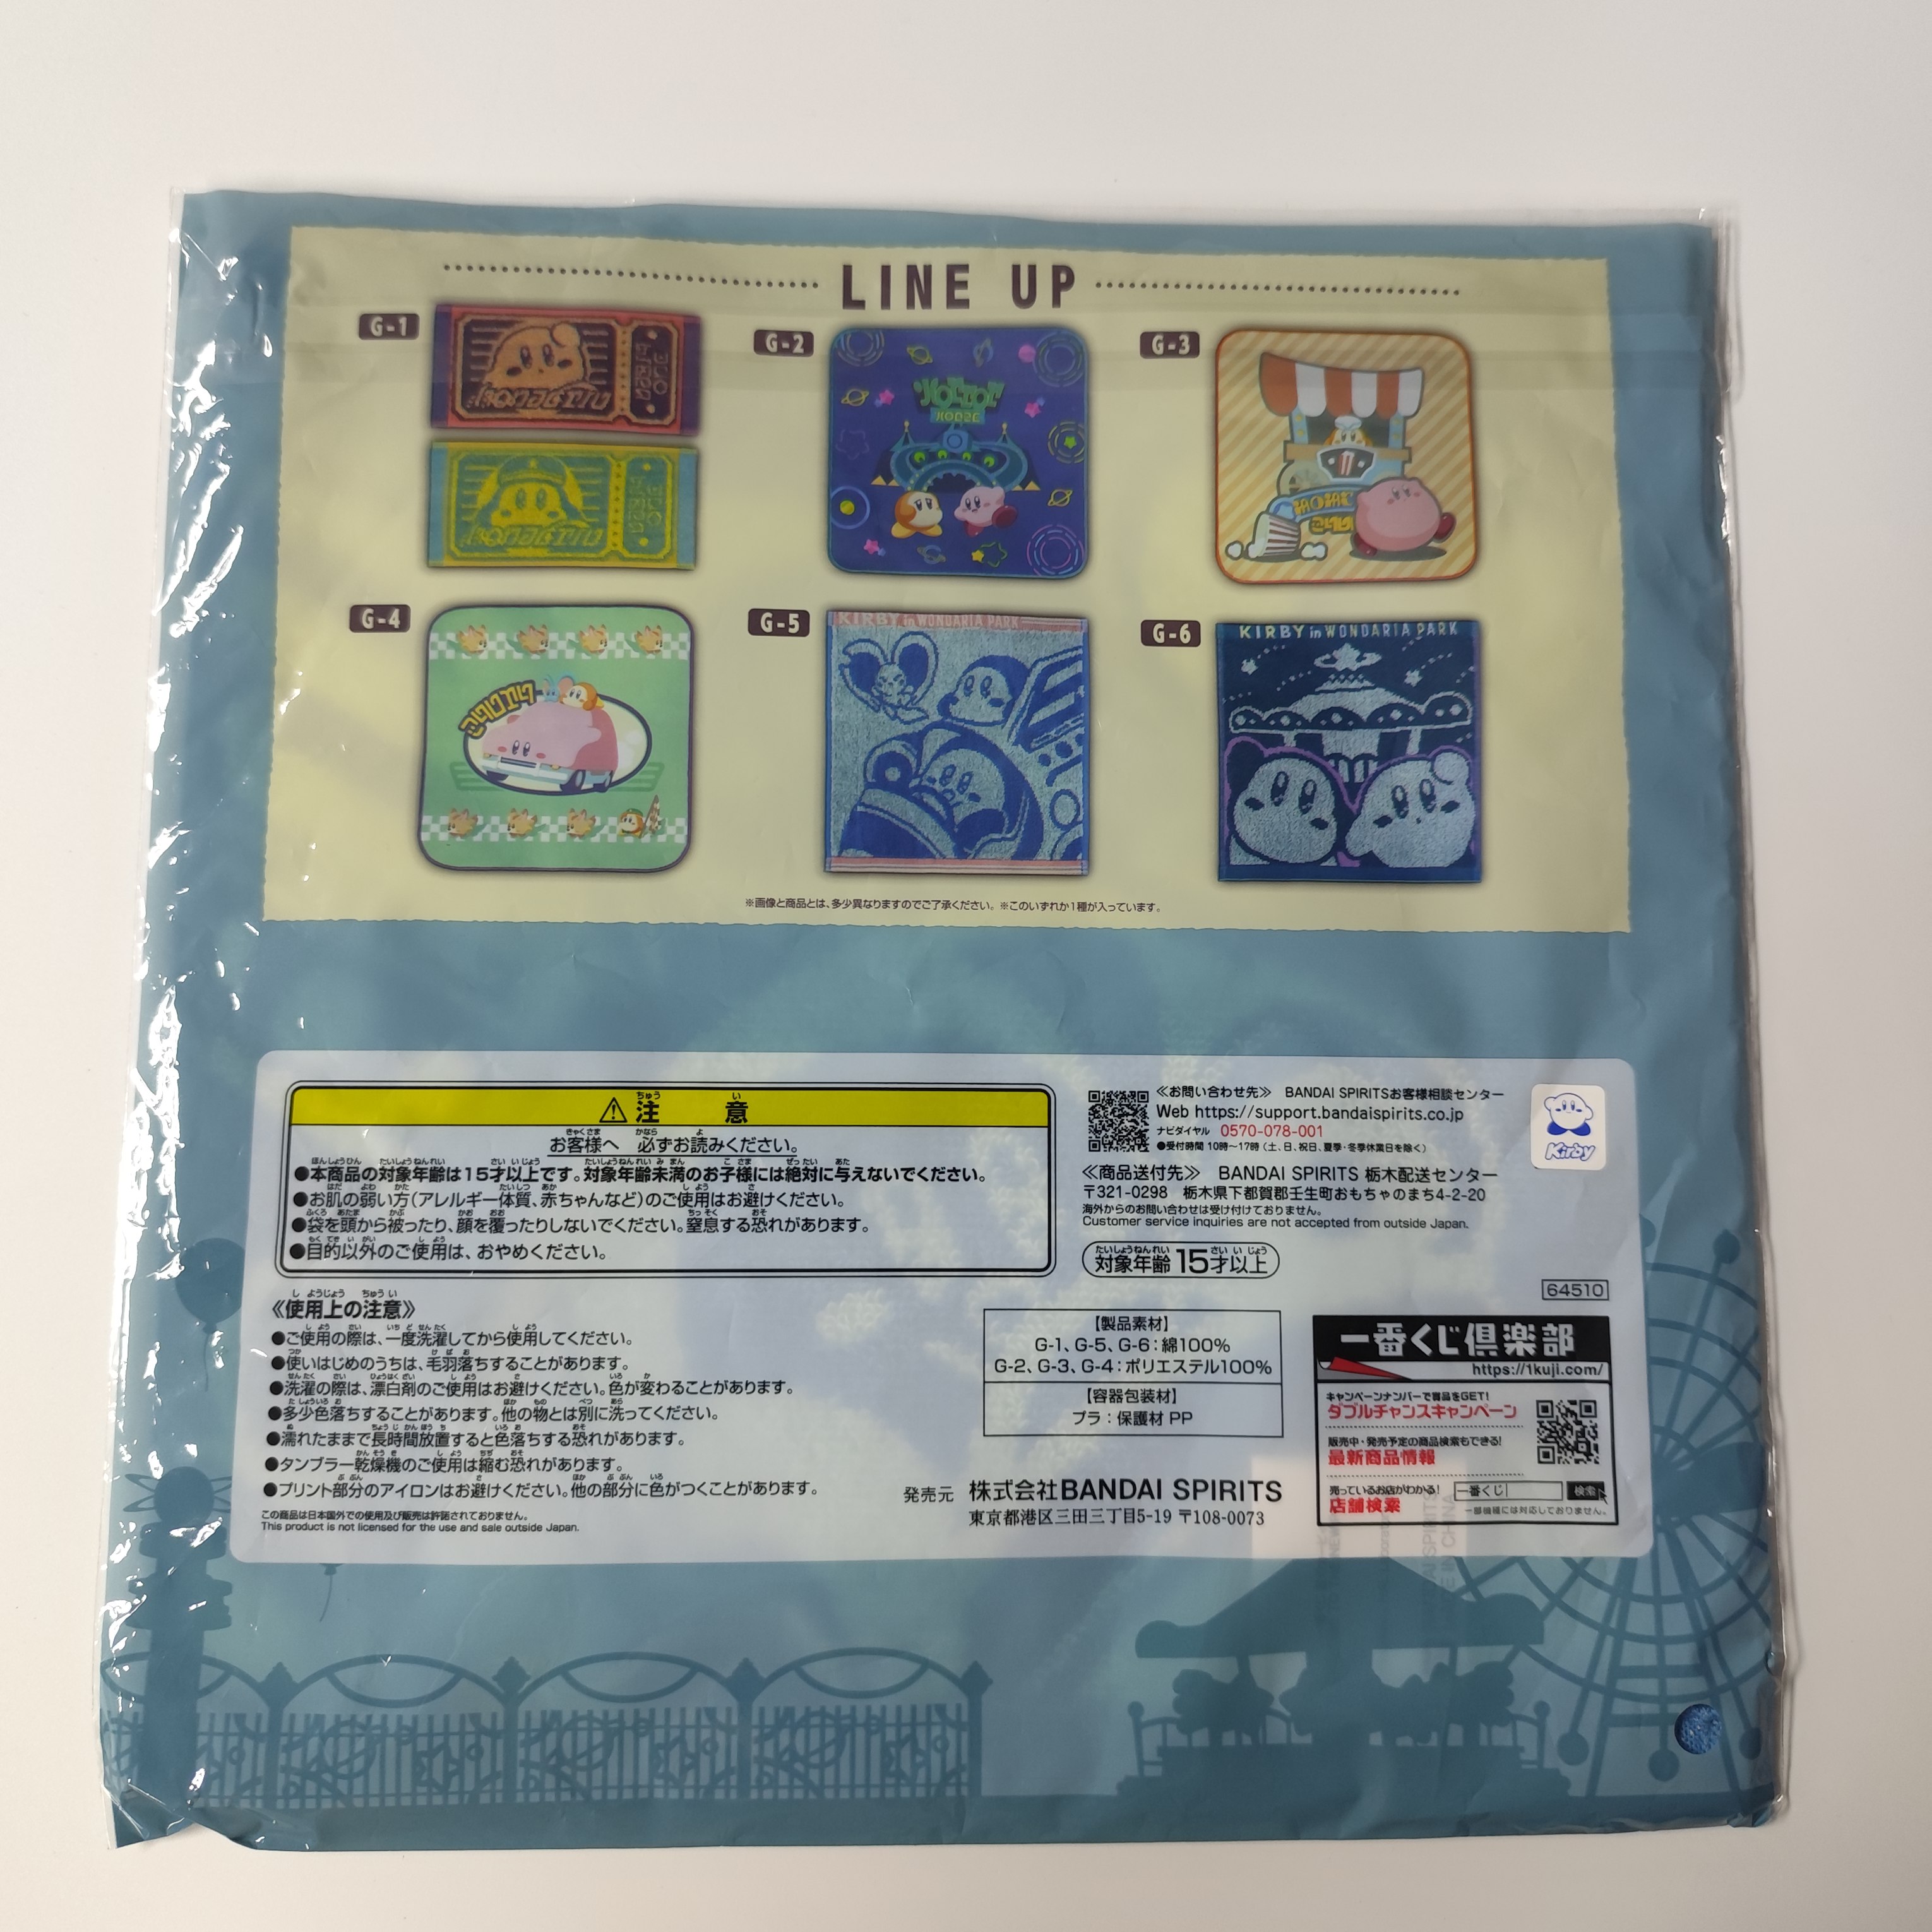 LINE UP
G-1
G-2
G-3
G-4
G-5
KIRBY in WONDARIA PARK
G-6
KIRBY in WONDARIA PARK
※画像と商品とは、多少異なりますのでご了承ください。※このいずれか1種が入っています。
⚠注意
お客様へ 必ずお読みください。
●本商品の対象年齢は15才以上です。対象年齢未満のお子様には絶対に与えないでください。
●お肌の弱い方(アレルギー体質、赤ちゃんなど)のご使用はお避けください。
●袋を頭から被ったり、顔を覆ったりしないでください。窒息する恐れがあります。
●目的以外のご使用は、おやめください。
《使用上の注意》
●ご使用の際は、一度洗濯してから使用してください。
●使いはじめのうちは、毛羽落ちすることがあります。
●洗濯の際は、漂白剤のご使用はお避けください。色が変わることがあります。
●多少色落ちすることがあります。他の物とは別に洗ってください。
●濡れたままで長時間放置すると色落ちする恐れがあります。
●タンブラー乾燥機のご使用は縮む恐れがあります。
●プリント部分のアイロンはお避けください。他の部分に色がつくことがあります。
この商品は日本国外での使用及び販売は許諾されておりません。
This product is not licensed for the use and sale outside Japan.
≪お問い合わせ先≫ BANDAI SPIRITSお客様相談センター
Web https://support.bandaispirits.co.jp
ナビダイヤル 0570-078-001
●受付時間 10時～17時(土、日、祝日、夏季・冬季休業日を除く)
≪商品送付先≫ BANDAI SPIRITS 栃木配送センター
〒321-0298 栃木県下都賀郡壬生町おもちゃのまち4-2-20
海外からのお問い合わせは受け付けておりません。
Customer service inquiries are not accepted from outside Japan.
Kirby
対象年齢 15才以上
64510
【製品素材】
G-1、G-5、G-6：綿100%
G-2、G-3、G-4：ポリエステル100%
【容器包装材】
プラ：保護材 PP
発売元 株式会社BANDAI SPIRITS
東京都港区三田三丁目5-19 〒108-0073
一番くじ倶楽部
https://1kuji.com/
キャンペーンナンバーで賞品をGET!
ダブルチャンスキャンペーン
販売中・発売予定の商品検索もできる!
最新商品情報
売っているお店がわかる!
店舗検索
一番くじ 検索
一部機種には対応しておりません。